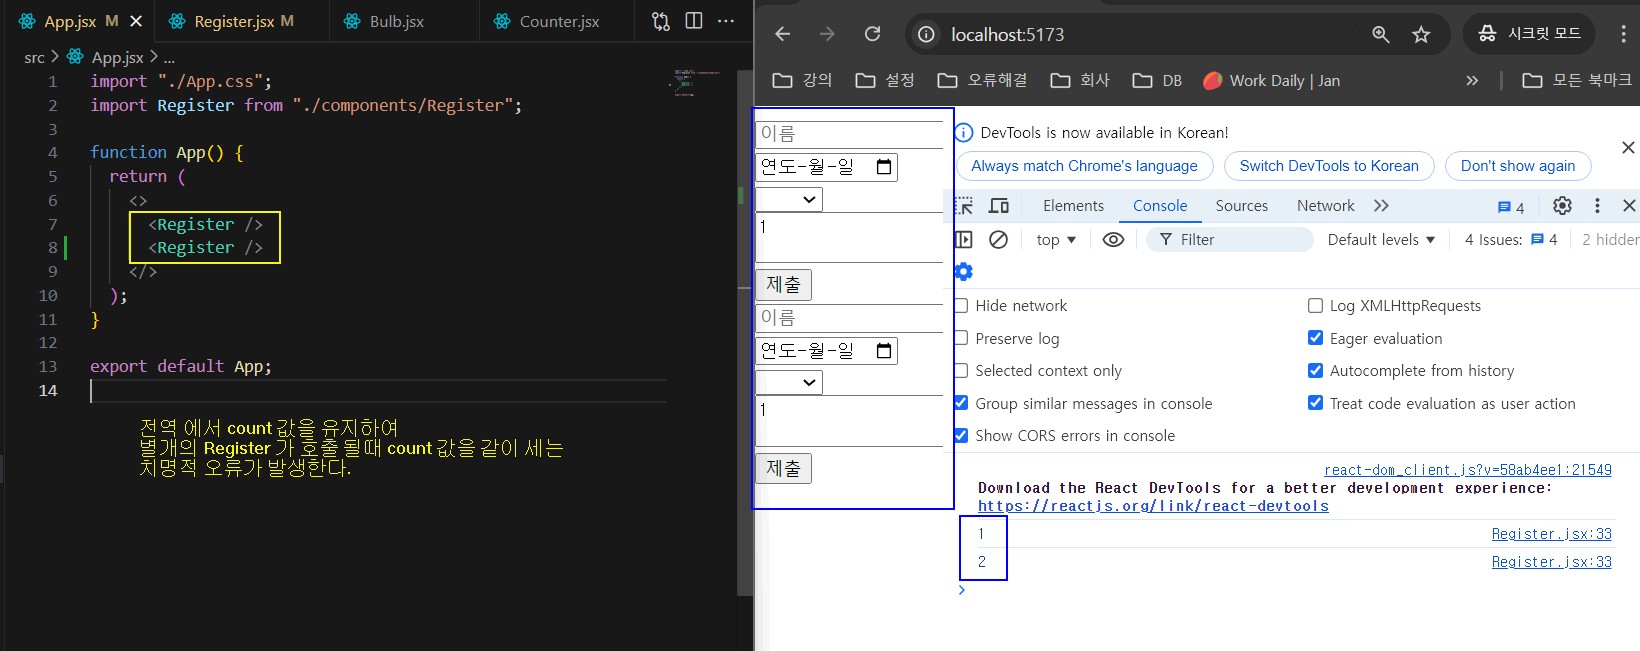 App.jsx M
Register.jsx M
Bulb.jsx
Counter.jsx
src > App.jsx > ...
1 import "./App.css";
2 import Register from "./components/Register";
3
4 function App() {
5 return (
6 <>
7 <Register />
8 <Register />
9 </>
10 );
11 }
12
13 export default App;
14
전역 에서 count 값을 유지하여
별개의 Register 가 호출 될때 count 값을 같이 세는
치명적 오류가 발생한다.
localhost:5173
시크릿 모드
강의 설정 오류해결 회사 DB Work Daily | Jan » 모든 북마크
이름
연도-월-일
1
제출
이름
연도-월-일
1
제출
DevTools is now available in Korean!
Always match Chrome's language
Switch DevTools to Korean
Don't show again
Elements Console Sources Network 4
top Filter Default levels 4 Issues: 4 2 hidden
Hide network
Log XMLHttpRequests
Preserve log
Eager evaluation
Selected context only
Autocomplete from history
Group similar messages in console
Treat code evaluation as user action
Show CORS errors in console
react-dom_client.js?v=58ab4ee1:21549
Download the React DevTools for a better development experience:
https://reactjs.org/link/react-devtools
1 Register.jsx:33
2 Register.jsx:33